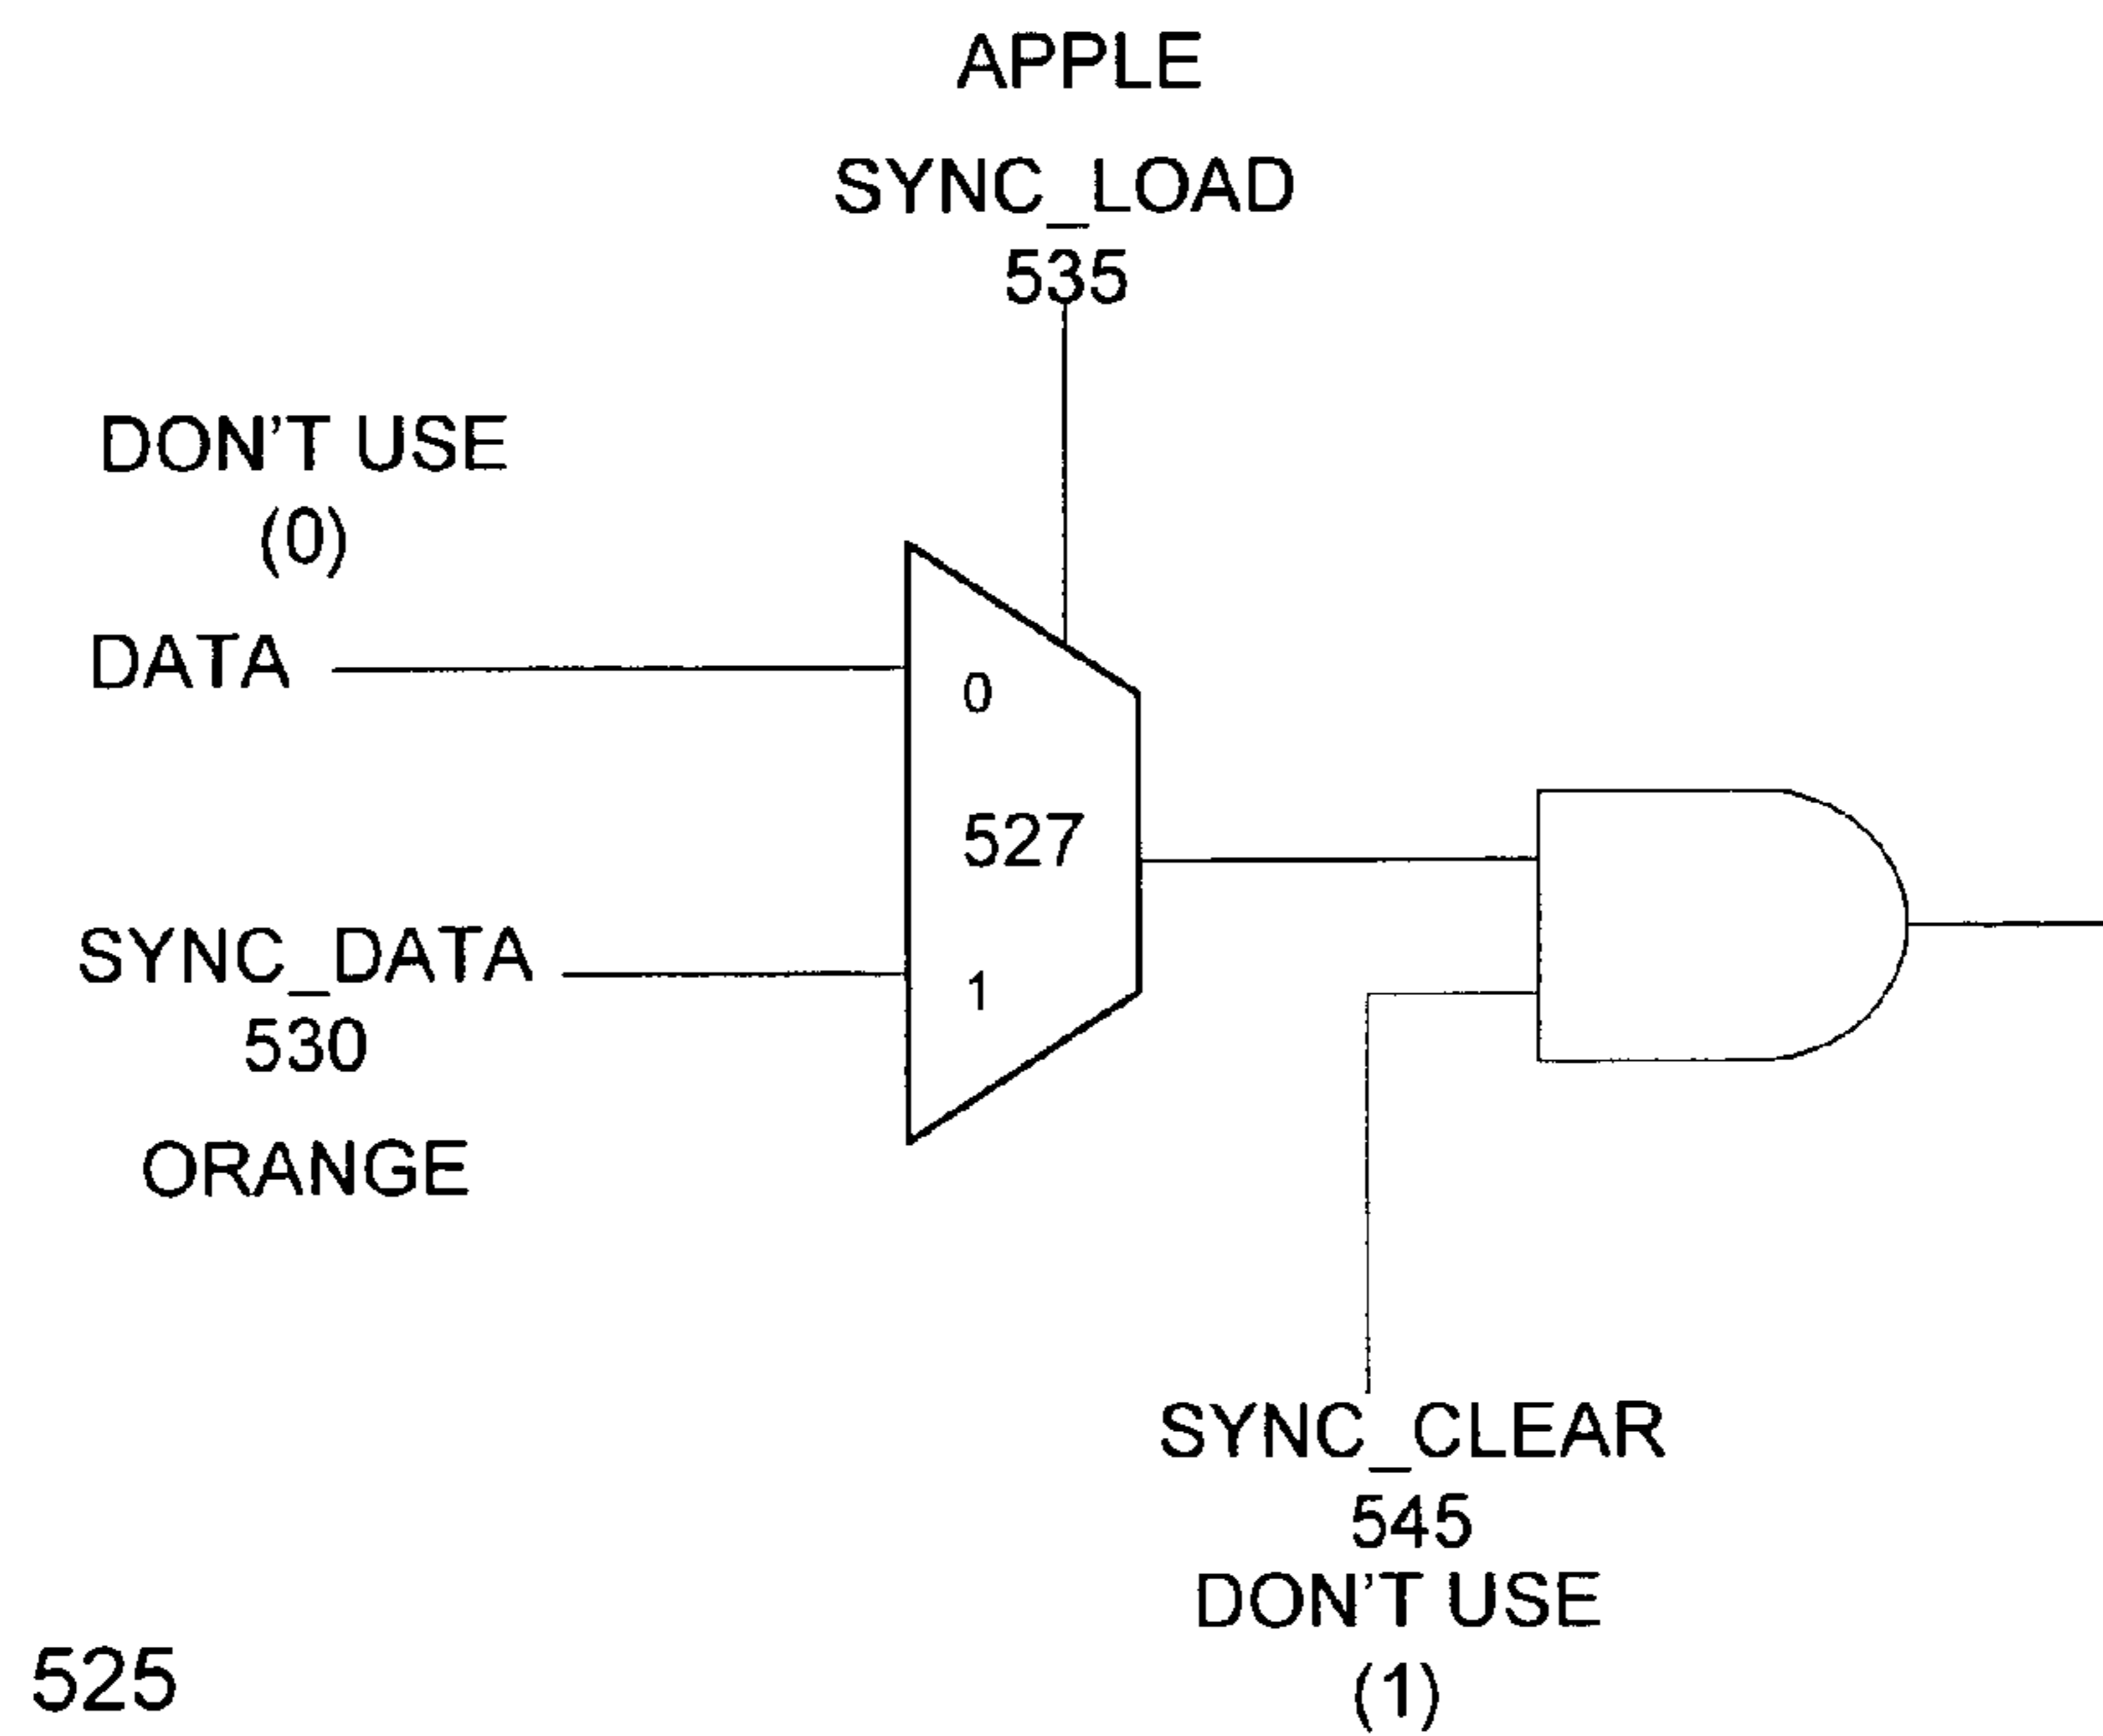 APPLE
SYNC_LOAD
535
DON'T USE
(0)
DATA
0
527
SYNC_DATA
1
530
ORANGE
SYNC_CLEAR
545
DON'T USE
(1)
525